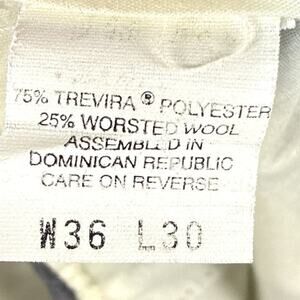 75% TREVIRA® POLYESTER
25% WORSTED WOOL
ASSEMBLED IN
DOMINICAN REPUBLIC
CARE ON REVERSE
W36 L30